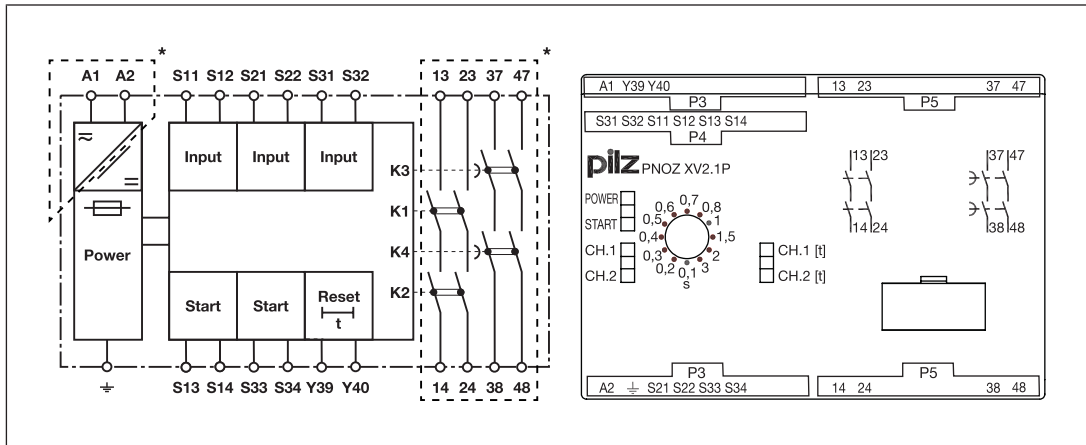 *
*
A1 A2 S11 S12 S21 S22 S31 S32 13 23 37 47
Input Input Input
K3
K1
Power
K4
K2
Start Start Reset
t
S13 S14 S33 S34 Y39 Y40 14 24 38 48
A1 Y39 Y40 13 23 37 47
P3 P5
S31 S32 S11 S12 S13 S14
P4
pilz PNOZ XV2.1P
13 23 37 47
14 24 38 48
POWER
START
CH.1
CH.2
0,7
0,6 0,8
0,5 1
0,4 1,5
0,3 2
0,2 3
0,1
s
CH.1 [t]
CH.2 [t]
P3 P5
A2 S21 S22 S33 S34 14 24 38 48